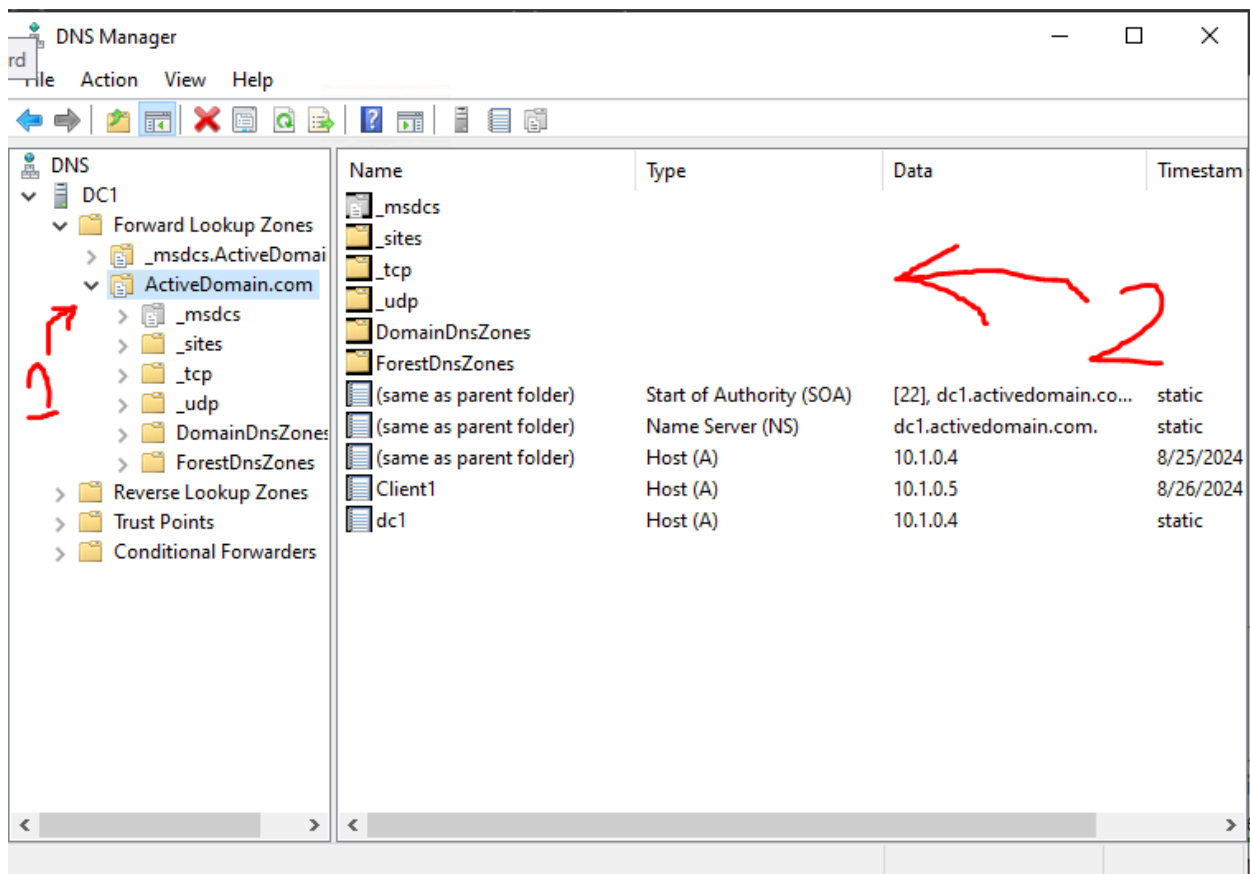 DNS Manager
rd
File Action View Help
DNS
DC1
Forward Lookup Zones
_msdcs.ActiveDomai
ActiveDomain.com
_msdcs
_sites
_tcp
_udp
DomainDnsZones
ForestDnsZones
Reverse Lookup Zones
Trust Points
Conditional Forwarders
1
Name Type Data Timestam
_msdcs
_sites
_tcp
_udp
DomainDnsZones
ForestDnsZones
(same as parent folder) Start of Authority (SOA) [22], dc1.activedomain.co... static
(same as parent folder) Name Server (NS) dc1.activedomain.com. static
(same as parent folder) Host (A) 10.1.0.4 8/25/2024
Client1 Host (A) 10.1.0.5 8/26/2024
dc1 Host (A) 10.1.0.4 static
2